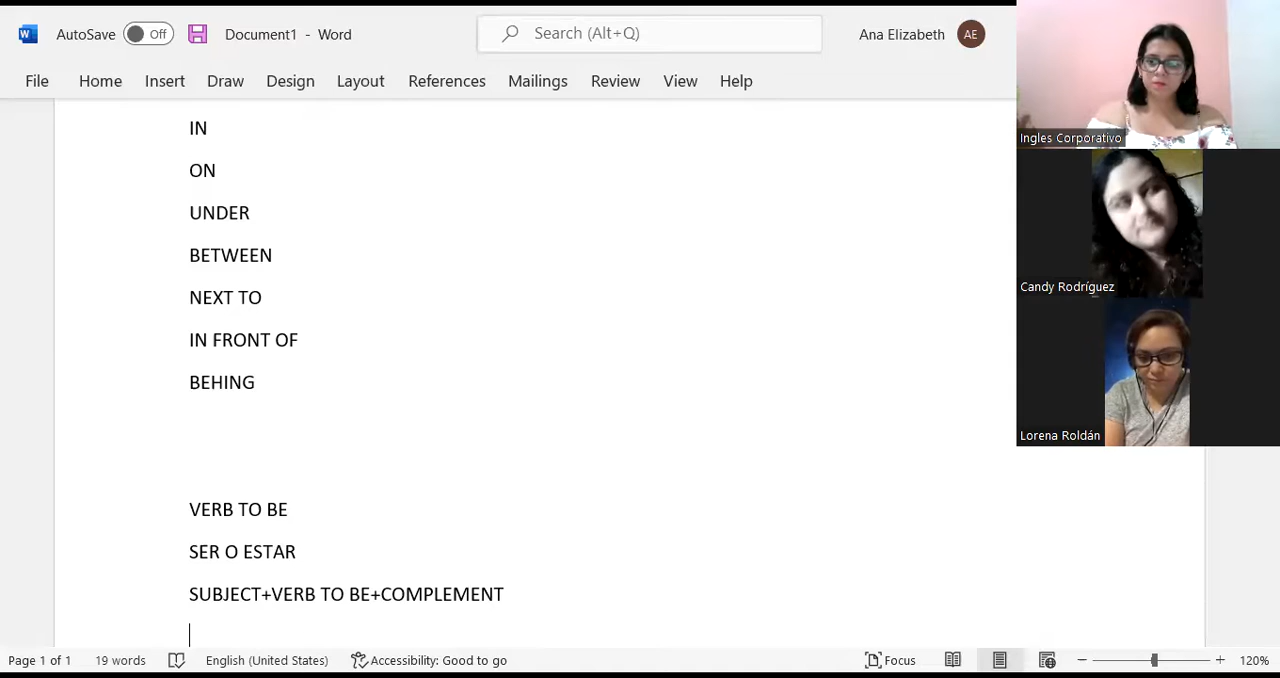 AutoSave Off Document1 - Word Search (Alt+Q) Ana Elizabeth AE
File Home Insert Draw Design Layout References Mailings Review View Help
IN
ON
UNDER
BETWEEN
NEXT TO
IN FRONT OF
BEHING
VERB TO BE
SER O ESTAR
SUBJECT+VERB TO BE+COMPLEMENT
Page 1 of 1 19 words English (United States) Accessibility: Good to go Focus 120%
Ingles Corporativo
Candy Rodríguez
Lorena Roldán